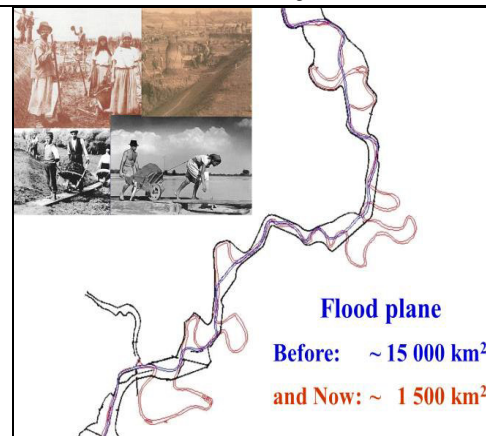 Flood plane
Before: ~ 15 000 km²
and Now: ~ 1 500 km²